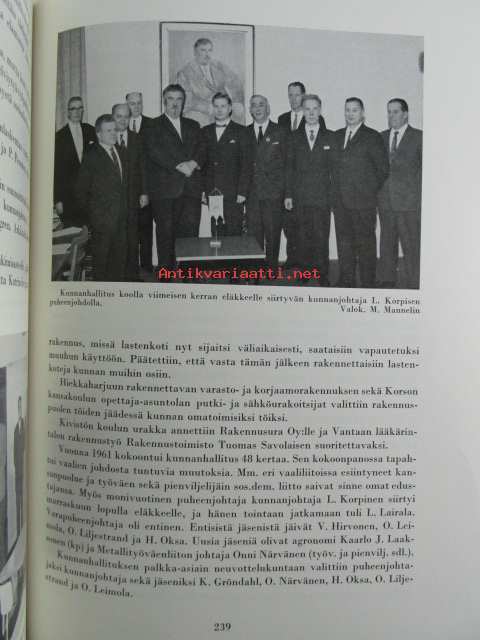 Antikvariaatti.net
Kunnanhallitus koolla viimeisen kerran eläkkeelle siirtyvän kunnanjohtaja L. Korpisen
puheenjohdolla. Valok. M. Mannelin
rakennus, missä lastenkoti nyt sijaitsi väliaikaisesti, saataisiin vapautetuksi
muuhun käyttöön. Päätettiin, että vasta tämän jälkeen rakennettaisiin lasten-
koteja kunnan muihin osiin.
Hiekkaharjuun rakennettavan varasto- ja korjaamorakennuksen sekä Korson
kansakoulun opettaja-asuntolan putki- ja sähköurakoitsijat valittiin rakennus-
puolen töiden jäädessä kunnan omatoimisiksi töiksi.
Kivistön koulun urakka annettiin Rakennusura Oy:lle ja Vantaan lääkärin-
talon rakennustyö Rakennustoimisto Tuomas Savolaisen suoritettavaksi.
Vuonna 1961 kokoontui kunnanhallitus 48 kertaa. Sen kokoonpanossa tapah-
tui vaalien johdosta tuntuvia muutoksia. Mm. eri vaaliliitoissa esiintyneet kan-
sanpuolue ja työväen sekä pienviljelijäin sos.dem. liitto saivat sinne omat edus-
tajansa. Myös monivuotinen puheenjohtaja kunnanjohtaja L. Korpinen siirtyi
marraskuun lopulla eläkkeelle, ja hänen tointaan jatkamaan tuli L. Lairala.
Varapuheenjohtaja oli entinen. Entisistä jäsenistä jäivät V. Hirvonen, O. Lei-
mola, O. Liljestrand ja H. Oksa. Uusia jäseniä olivat agronomi Kaarlo J. Laak-
sonen (kp) ja Metallityöväenliiton johtaja Onni Närvänen (työv. ja pienvilj. sdl.).
Kunnanhallituksen palkka-asiain neuvottelukuntaan valittiin puheenjohta-
jaksi kunnanjohtaja sekä jäseniksi K. Gröndahl, O. Närvänen, H. Oksa, O. Lilje-
strand ja O. Leimola.
239